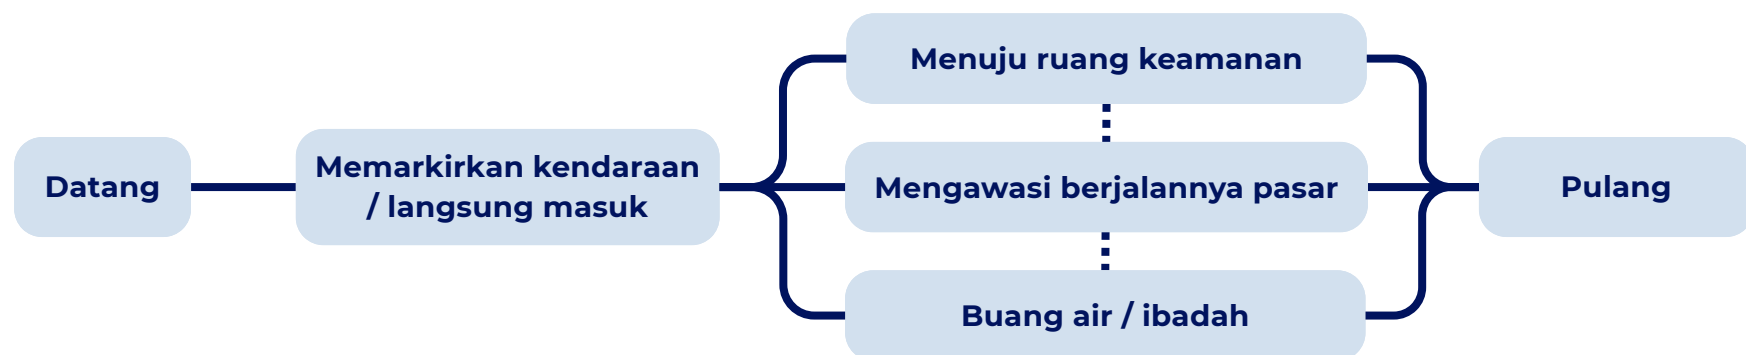 Datang
Memarkirkan kendaraan
/ langsung masuk
Menuju ruang keamanan
Mengawasi berjalannya pasar
Buang air / ibadah
Pulang